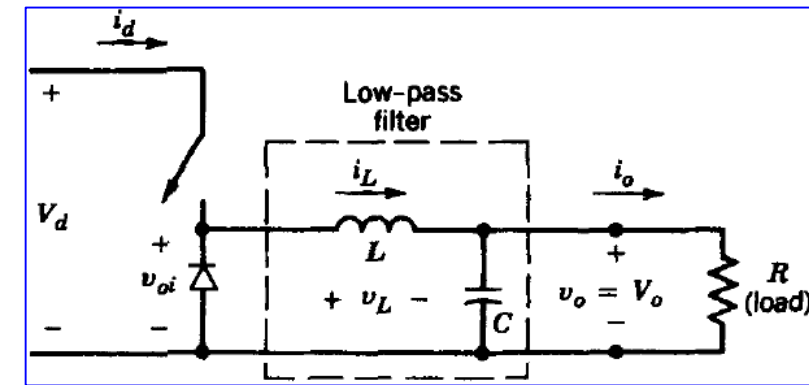 i_d
+
Low-pass
filter
i_L
i_o
V_d
+
v_oi
L
+ v_L -
C
+
v_o = V_o
R
(load)
-
-
-